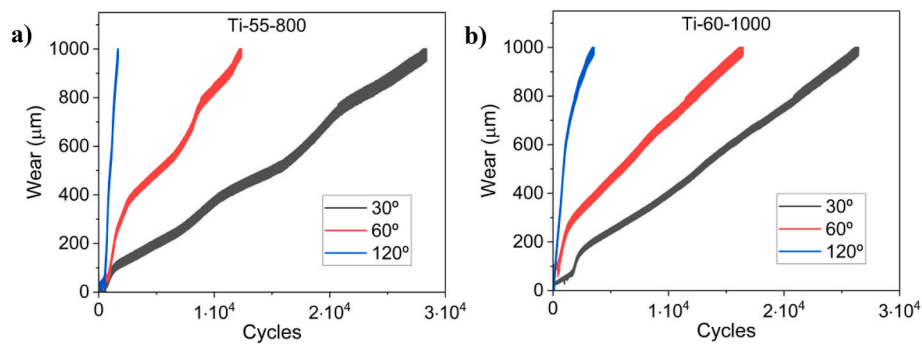 a)
Ti-55-800
Wear (μm)
1000
800
600
400
200
0
30º
60º
120º
0
1·10⁴
2·10⁴
3·10⁴
Cycles
b)
Ti-60-1000
Wear (μm)
1000
800
600
400
200
0
30º
60º
120º
0
1·10⁴
2·10⁴
3·10⁴
Cycles